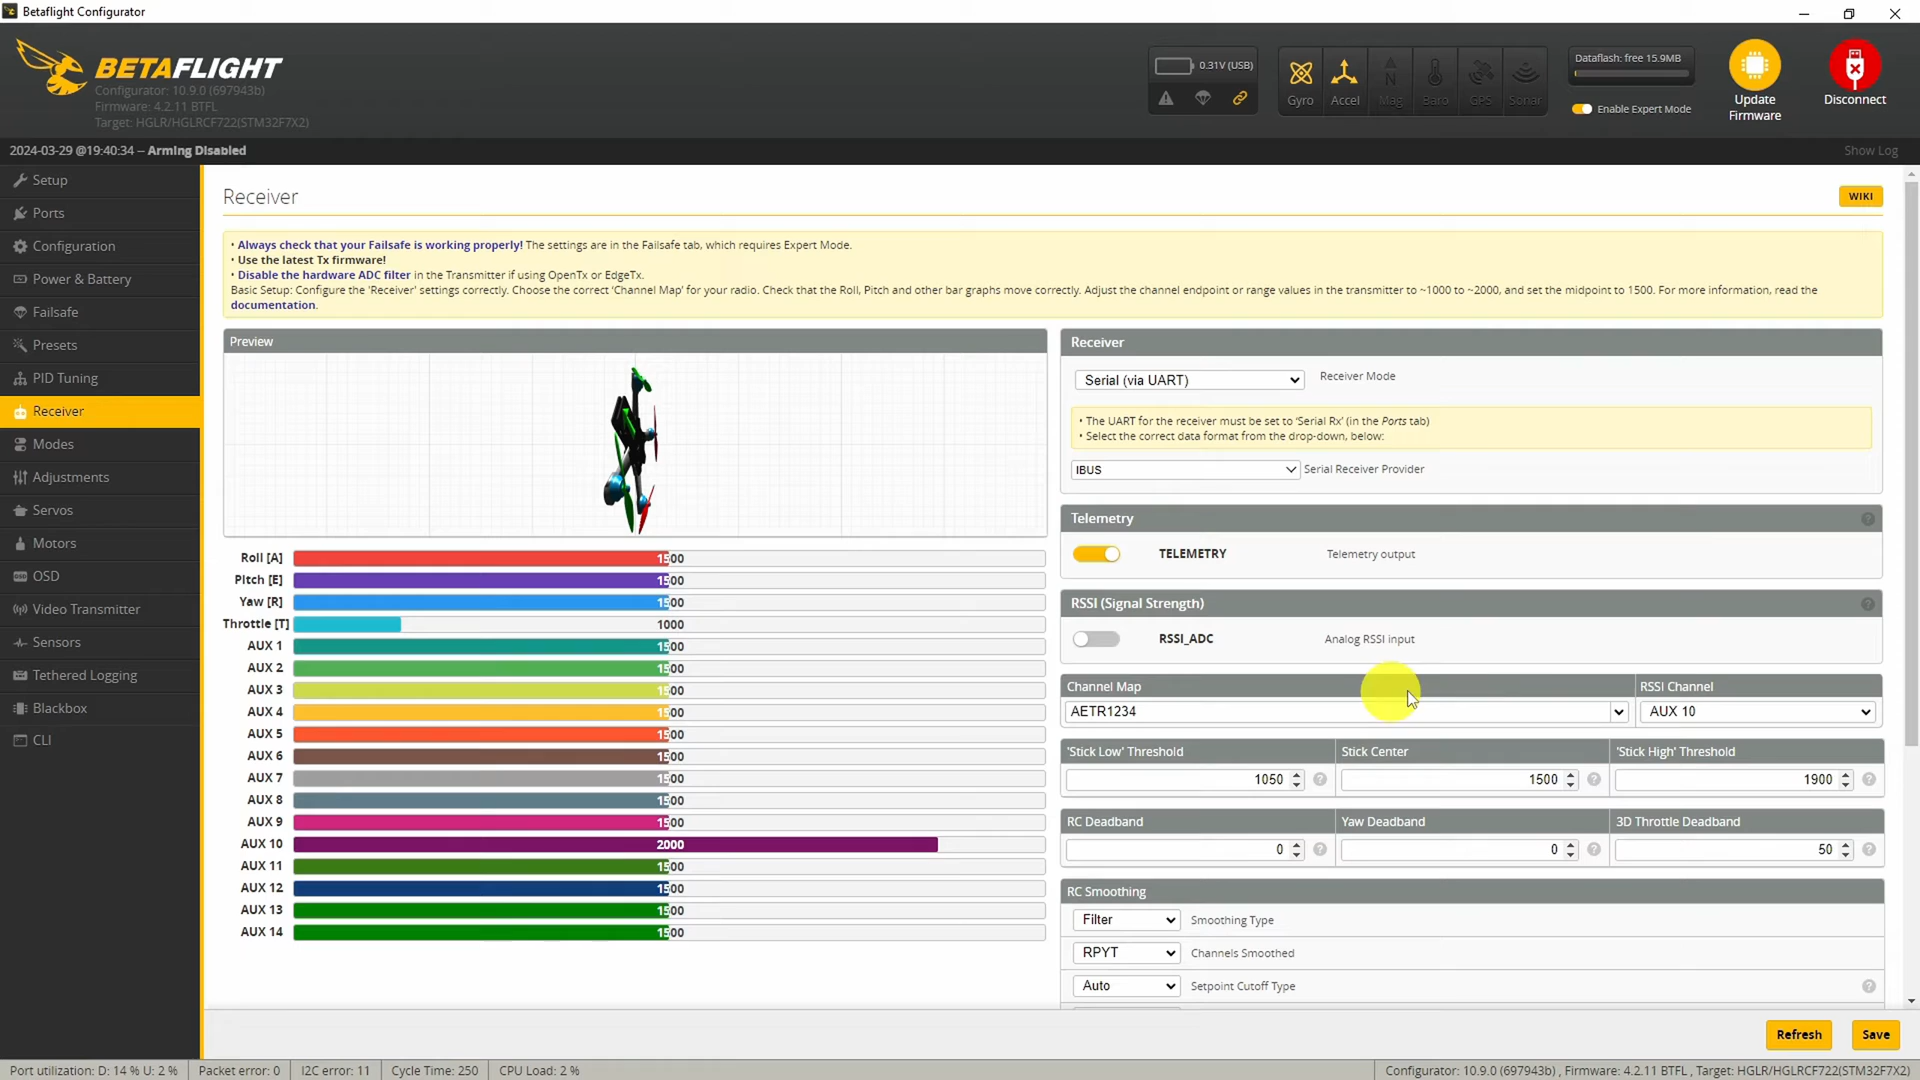 Betaflight Configurator
BETAFLIGHT
Configurator: 10.9.0 (697943b)
Firmware: 4.2.11 BTFL
Target: HGLR/HGLRCF722(STM32F7X2)
0.31V (USB)
Gyro
Accel
Mag
Baro
GPS
Sonar
Dataflash: free 15.9MB
Enable Expert Mode
Update
Firmware
Disconnect
2024-03-29 @19:40:34 -- Arming Disabled
Show Log
Setup
Ports
Configuration
Power & Battery
Failsafe
Presets
PID Tuning
Receiver
Modes
Adjustments
Servos
Motors
OSD
Video Transmitter
Sensors
Tethered Logging
Blackbox
CLI
Receiver
WIKI
• Always check that your Failsafe is working properly! The settings are in the Failsafe tab, which requires Expert Mode.
• Use the latest Tx firmware!
• Disable the hardware ADC filter in the Transmitter if using OpenTx or EdgeTx.
Basic Setup: Configure the 'Receiver' settings correctly. Choose the correct 'Channel Map' for your radio. Check that the Roll, Pitch and other bar graphs move correctly. Adjust the channel endpoint or range values in the transmitter to ~1000 to ~2000, and set the midpoint to 1500. For more information, read the
documentation.
Preview
Roll [A] 1500
Pitch [E] 1500
Yaw [R] 1500
Throttle [T] 1000
AUX 1 1500
AUX 2 1500
AUX 3 1500
AUX 4 1500
AUX 5 1500
AUX 6 1500
AUX 7 1500
AUX 8 1500
AUX 9 1500
AUX 10 2000
AUX 11 1500
AUX 12 1500
AUX 13 1500
AUX 14 1500
Receiver
Serial (via UART) Receiver Mode
• The UART for the receiver must be set to 'Serial Rx' (in the Ports tab)
• Select the correct data format from the drop-down, below:
IBUS Serial Receiver Provider
Telemetry
TELEMETRY Telemetry output
RSSI (Signal Strength)
RSSI_ADC Analog RSSI input
Channel Map RSSI Channel
AETR1234 AUX 10
'Stick Low' Threshold Stick Center 'Stick High' Threshold
1050 1500 1900
RC Deadband Yaw Deadband 3D Throttle Deadband
0 0 50
RC Smoothing
Filter Smoothing Type
RPYT Channels Smoothed
Auto Setpoint Cutoff Type
Refresh Save
Port utilization: D: 14 % U: 2 % Packet error: 0 I2C error: 11 Cycle Time: 250 CPU Load: 2 % Configurator: 10.9.0 (697943b) , Firmware: 4.2.11 BTFL , Target: HGLR/HGLRCF722(STM32F7X2)